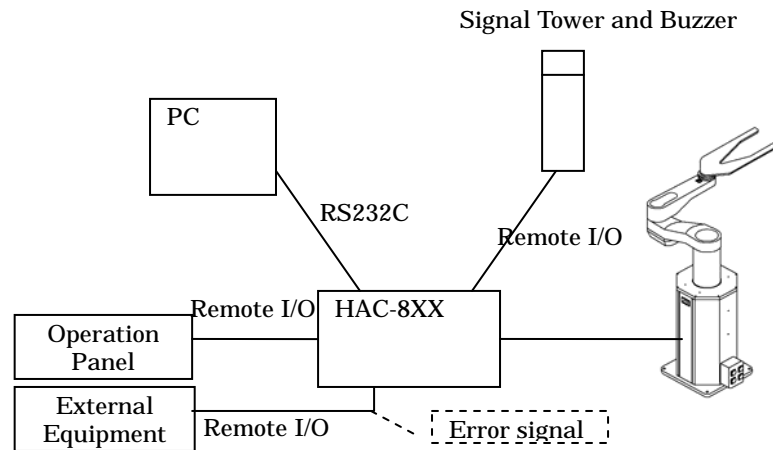 Signal Tower and Buzzer
PC
RS232C
Remote I/O
Remote I/O
HAC-8XX
Operation
Panel
External
Equipment
Remote I/O
Error signal